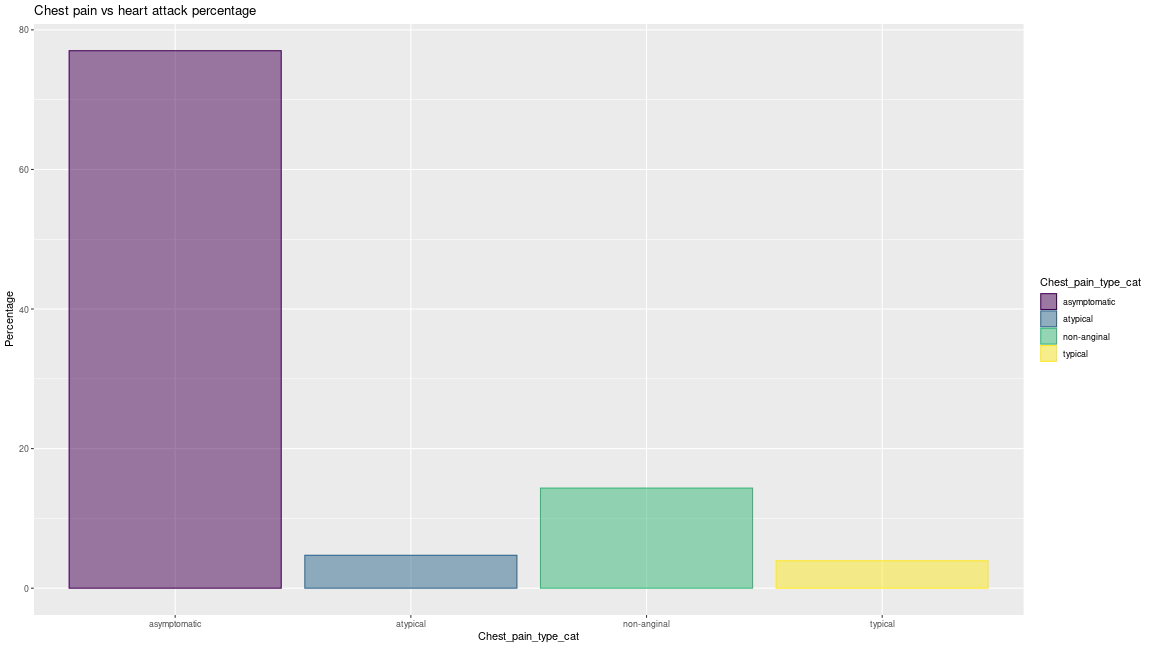 Chest pain vs heart attack percentage
80
60
40
20
0
Percentage
asymptomatic
atypical
non-anginal
typical
Chest_pain_type_cat
Chest_pain_type_cat
asymptomatic
atypical
non-anginal
typical